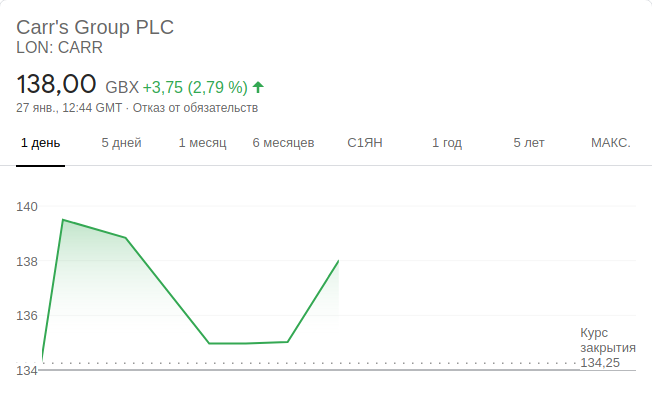 Carr's Group PLC
LON: CARR
138,00 GBX +3,75 (2,79 %)
27 янв., 12:44 GMT · Отказ от обязательств
1 день 5 дней 1 месяц 6 месяцев С1ЯН 1 год 5 лет МАКС.
140
138
136
134
Курс
закрытия
134,25